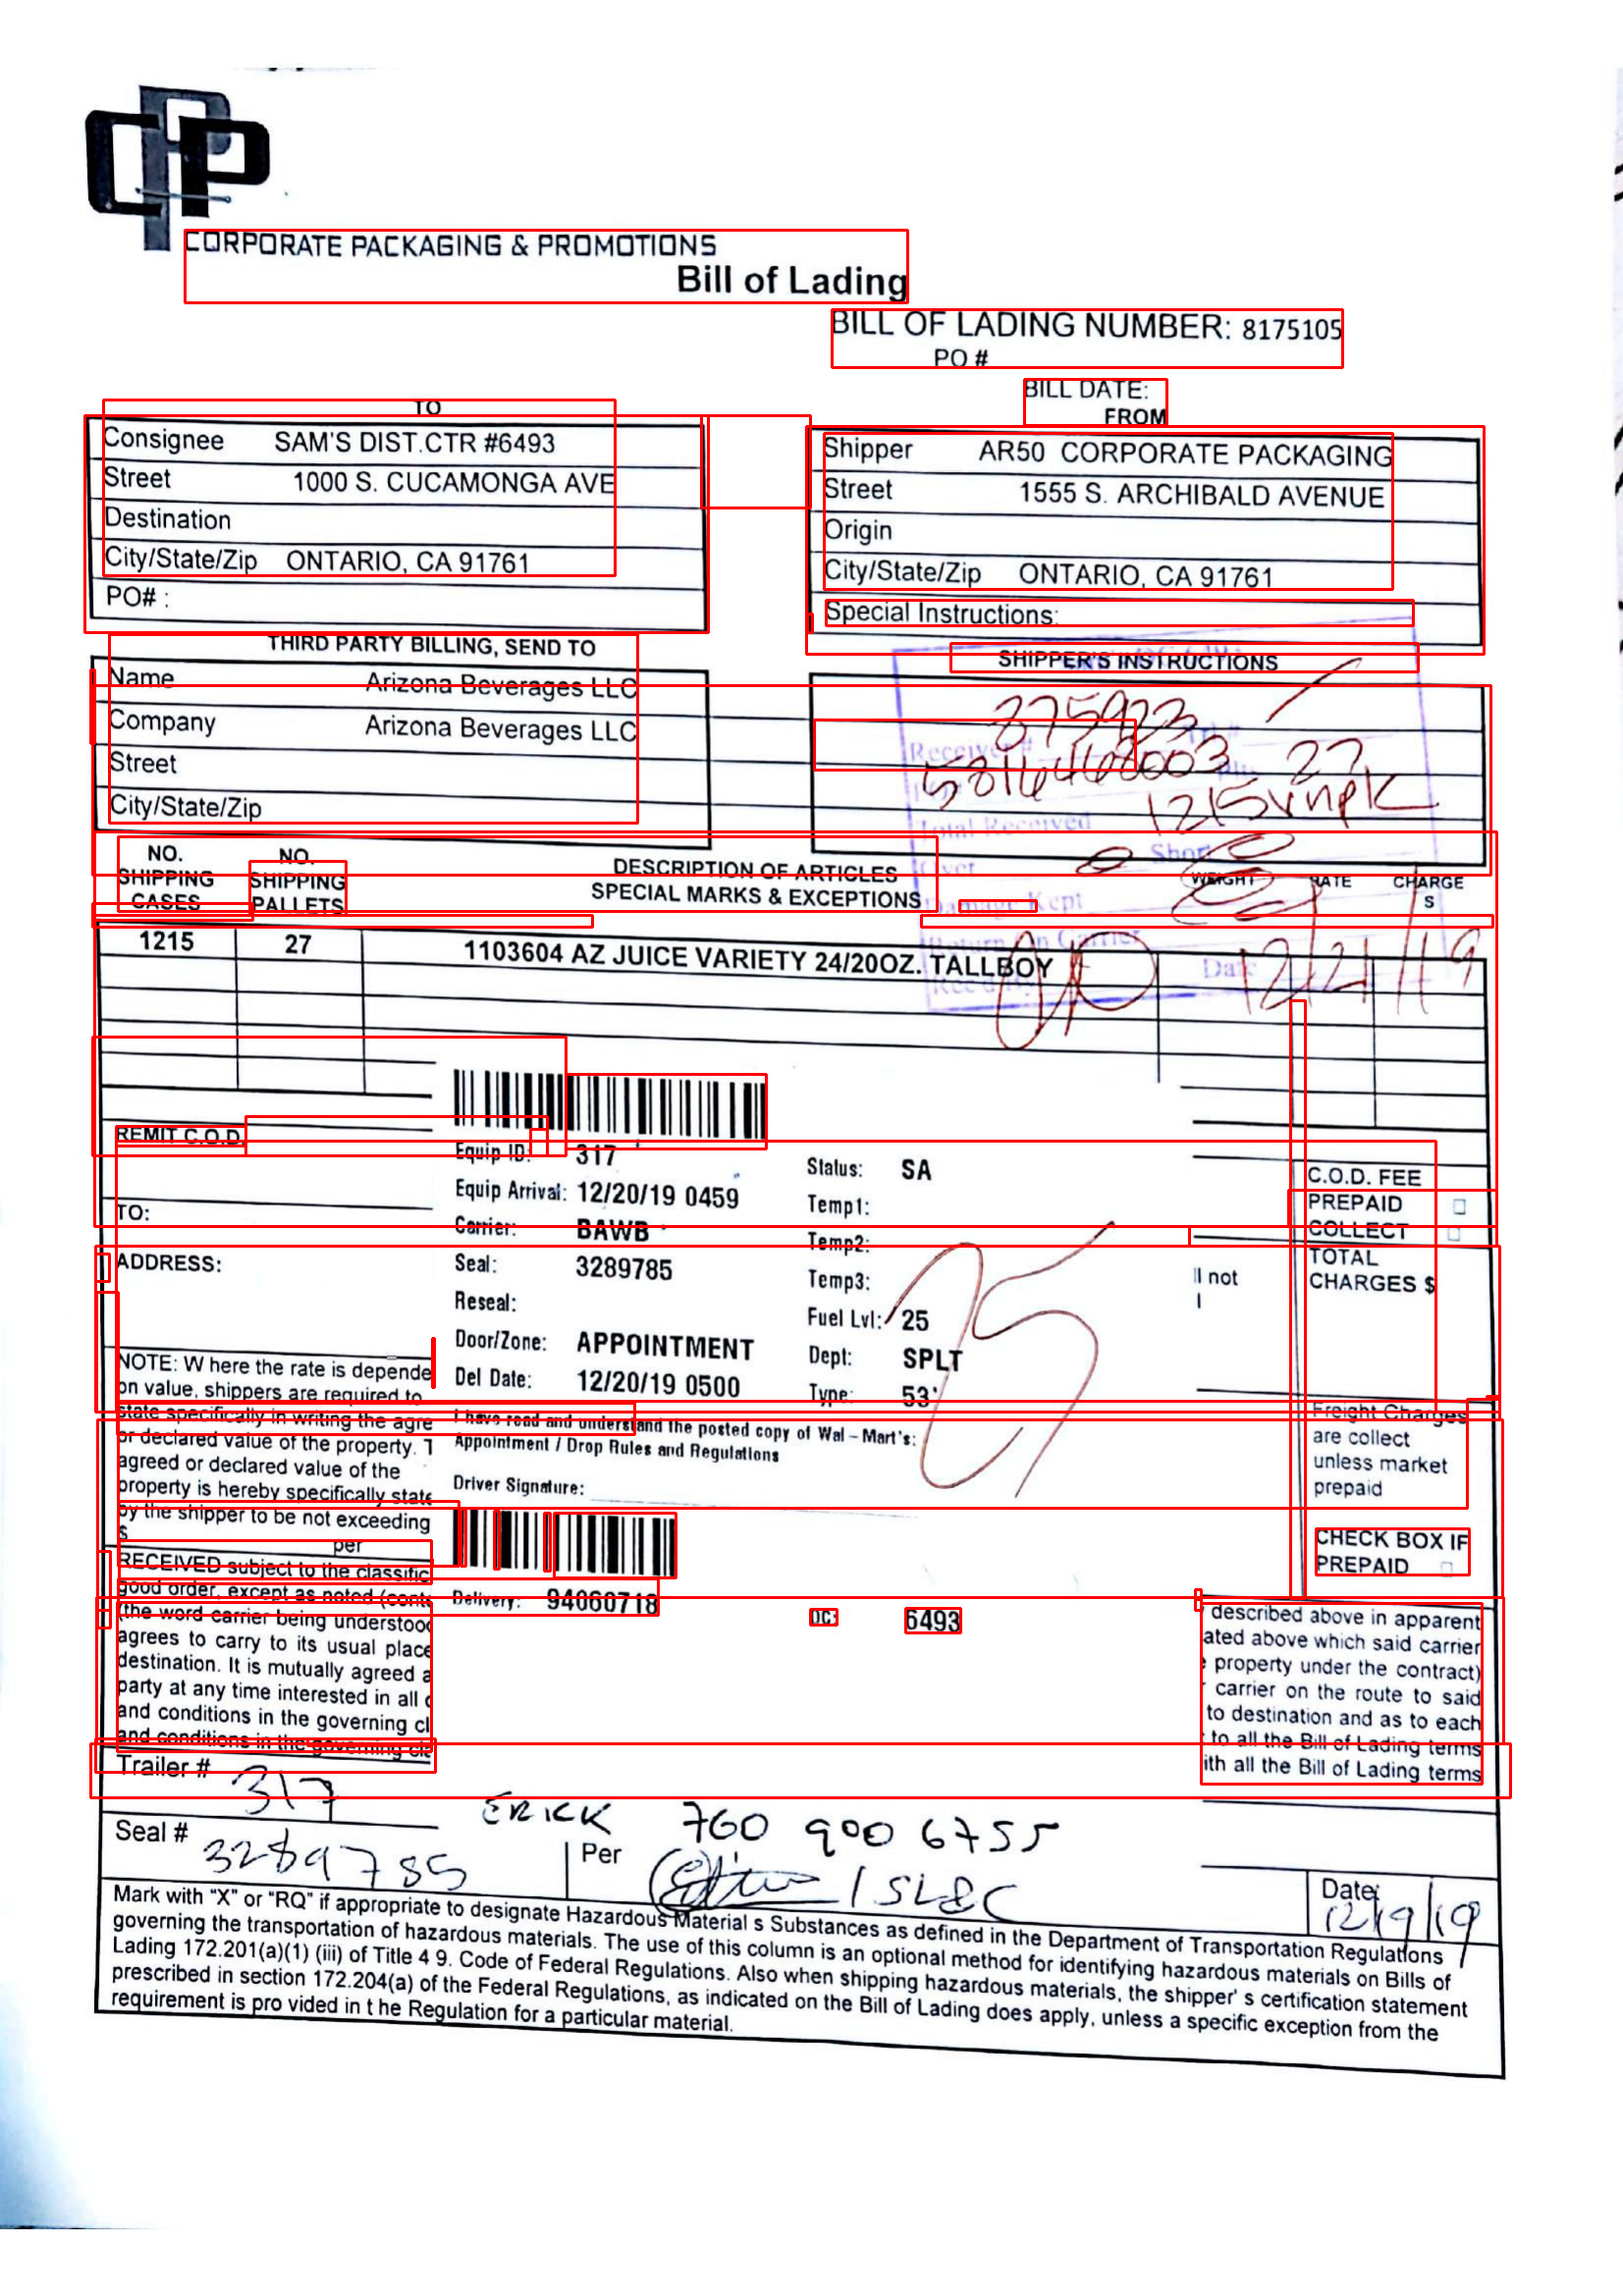 CORPORATE PACKAGING & PROMOTIONS
Bill of Lading
BILL OF LADING NUMBER: 8175105
PO #
BILL DATE:
TO
FROM
Consignee SAM'S DIST.CTR #6493
Street 1000 S. CUCAMONGA AVE
Destination
City/State/Zip ONTARIO, CA 91761
PO# :
Shipper AR50 CORPORATE PACKAGING
Street 1555 S. ARCHIBALD AVENUE
Origin
City/State/Zip ONTARIO, CA 91761
Special Instructions:
THIRD PARTY BILLING, SEND TO
SHIPPER'S INSTRUCTIONS
Name Arizona Beverages LLC
Company Arizona Beverages LLC
Street
City/State/Zip
375923
Receiver #
5816468003 27
1215 vnpk
Total Received
Over Short
Damage Kept
Return On Carrier
Rec'd By Date
12/21/19
NO. SHIPPING CASES
NO. SHIPPING PALLETS
DESCRIPTION OF ARTICLES
SPECIAL MARKS & EXCEPTIONS
WEIGHT RATE CHARGE
S
1215 27 1103604 AZ JUICE VARIETY 24/20OZ. TALLBOY
REMIT C.O.D.
TO:
ADDRESS:
Equip ID: 317
Equip Arrival: 12/20/19 0459
Carrier: BAWB
Seal: 3289785
Reseal:
Door/Zone: APPOINTMENT
Del Date: 12/20/19 0500
Status: SA
Temp1:
Temp2:
Temp3:
Fuel Lvl: 25
Dept: SPLT
Type: 53'
25
I have read and understand the posted copy of Wal – Mart's:
Appointment / Drop Rules and Regulations
Driver Signature:
Delivery: 94060718 DC: 6493
ll not
C.O.D. FEE
PREPAID
COLLECT
TOTAL
CHARGES $
Freight Charges
are collect
unless market
prepaid
CHECK BOX IF
PREPAID
NOTE: W here the rate is depende
on value, shippers are required to
state specifically in writing the agre
or declared value of the property. T
agreed or declared value of the
property is hereby specifically state
by the shipper to be not exceeding
$
per
RECEIVED subject to the classific
good order, except as noted (conte
(the word carrier being understood
agrees to carry to its usual place
destination. It is mutually agreed a
party at any time interested in all o
and conditions in the governing cl
and conditions in the governing cla
described above in apparent
ated above which said carrier
property under the contract)
carrier on the route to said
to destination and as to each
to all the Bill of Lading terms
ith all the Bill of Lading terms
Trailer # 317
ERICK 760 900 6755
Seal # 3289785
Per / SL&C
Date: 12/19/19
Mark with "X" or "RQ" if appropriate to designate Hazardous Material s Substances as defined in the Department of Transportation Regulations
governing the transportation of hazardous materials. The use of this column is an optional method for identifying hazardous materials on Bills of
Lading 172.201(a)(1) (iii) of Title 4 9. Code of Federal Regulations. Also when shipping hazardous materials, the shipper' s certification statement
prescribed in section 172.204(a) of the Federal Regulations, as indicated on the Bill of Lading does apply, unless a specific exception from the
requirement is pro vided in t he Regulation for a particular material.